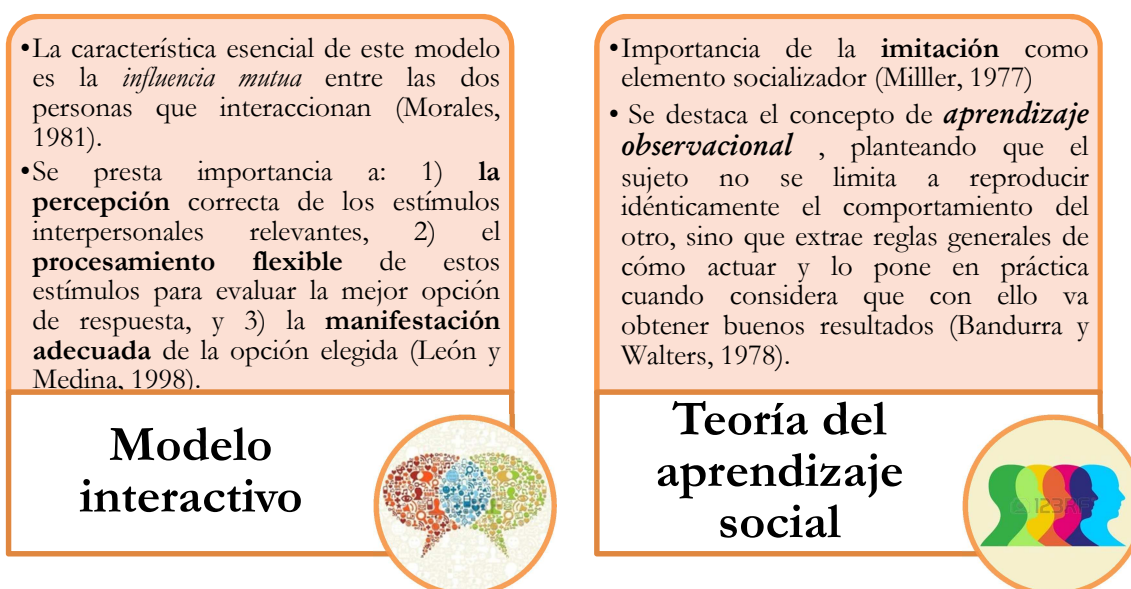 •La característica esencial de este modelo
es la influencia mutua entre las dos
personas que interaccionan (Morales,
1981).
•Se presta importancia a: 1) la
percepción correcta de los estímulos
interpersonales relevantes, 2) el
procesamiento flexible de estos
estímulos para evaluar la mejor opción
de respuesta, y 3) la manifestación
adecuada de la opción elegida (León y
Medina, 1998).
Modelo
interactivo
•Importancia de la imitación como
elemento socializador (Milller, 1977)
• Se destaca el concepto de aprendizaje
observacional , planteando que el
sujeto no se limita a reproducir
idénticamente el comportamiento del
otro, sino que extrae reglas generales de
cómo actuar y lo pone en práctica
cuando considera que con ello va
obtener buenos resultados (Bandurra y
Walters, 1978).
Teoría del
aprendizaje
social